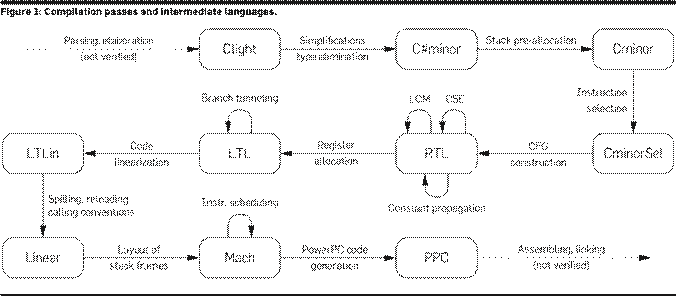 Figure 1: Compilation passes and intermediate languages.
Parsing, elaboration
(not verified)
Clight
Simplifications
type elimination
C#minor
Stack pre-allocation
Cminor
Instruction
selection
CminorSel
CFG
construction
RTL
LCM
CSE
Constant propagation
Register
allocation
LTL
Branch tunneling
Code
linearization
LTLin
Spilling, reloading
calling conventions
Linear
Layout of
stack frames
Mach
Instr. scheduling
PowerPC code
generation
PPC
Assembling, linking
(not verified)